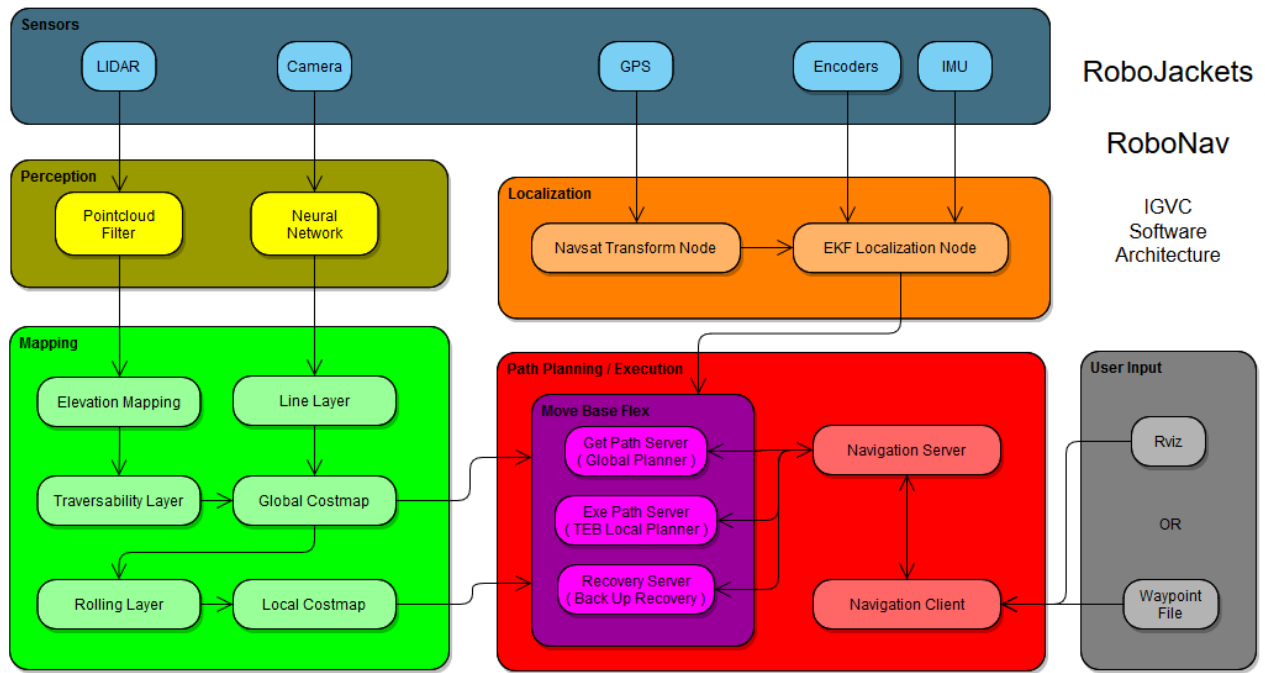 Sensors
LIDAR
Camera
GPS
Encoders
IMU
RoboJackets
RoboNav
IGVC
Software
Architecture
Perception
Pointcloud
Filter
Neural
Network
Localization
Navsat Transform Node
EKF Localization Node
Mapping
Elevation Mapping
Line Layer
Traversability Layer
Global Costmap
Rolling Layer
Local Costmap
Path Planning / Execution
Move Base Flex
Get Path Server
( Global Planner )
Exe Path Server
( TEB Local Planner )
Recovery Server
( Back Up Recovery )
Navigation Server
Navigation Client
User Input
Rviz
OR
Waypoint
File